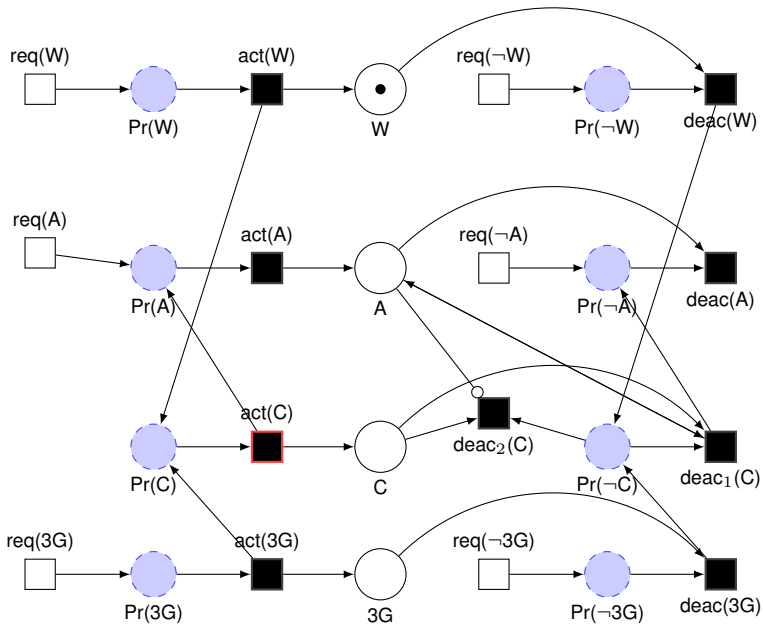 req(W)
act(W)
req(¬W)
Pr(W)
W
Pr(¬W)
deac(W)
req(A)
act(A)
req(¬A)
Pr(A)
A
Pr(¬A)
deac(A)
act(C)
Pr(C)
C
deac₂(C)
Pr(¬C)
deac₁(C)
req(3G)
act(3G)
req(¬3G)
Pr(3G)
3G
Pr(¬3G)
deac(3G)